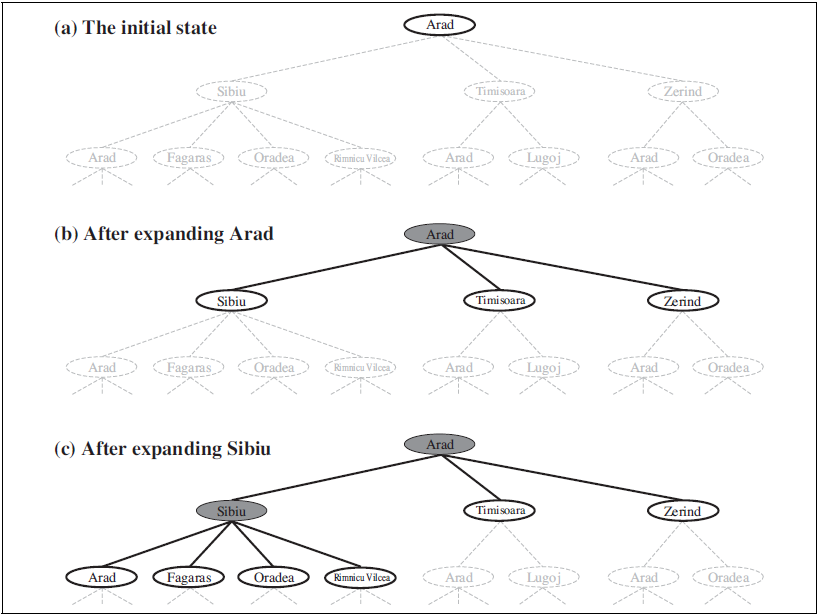 (a) The initial state
Arad
Sibiu
Timisoara
Zerind
Arad
Fagaras
Oradea
Rimnicu Vilcea
Arad
Lugoj
Arad
Oradea
(b) After expanding Arad
Arad
Sibiu
Timisoara
Zerind
Arad
Fagaras
Oradea
Rimnicu Vilcea
Arad
Lugoj
Arad
Oradea
(c) After expanding Sibiu
Arad
Sibiu
Timisoara
Zerind
Arad
Fagaras
Oradea
Rimnicu Vilcea
Arad
Lugoj
Arad
Oradea